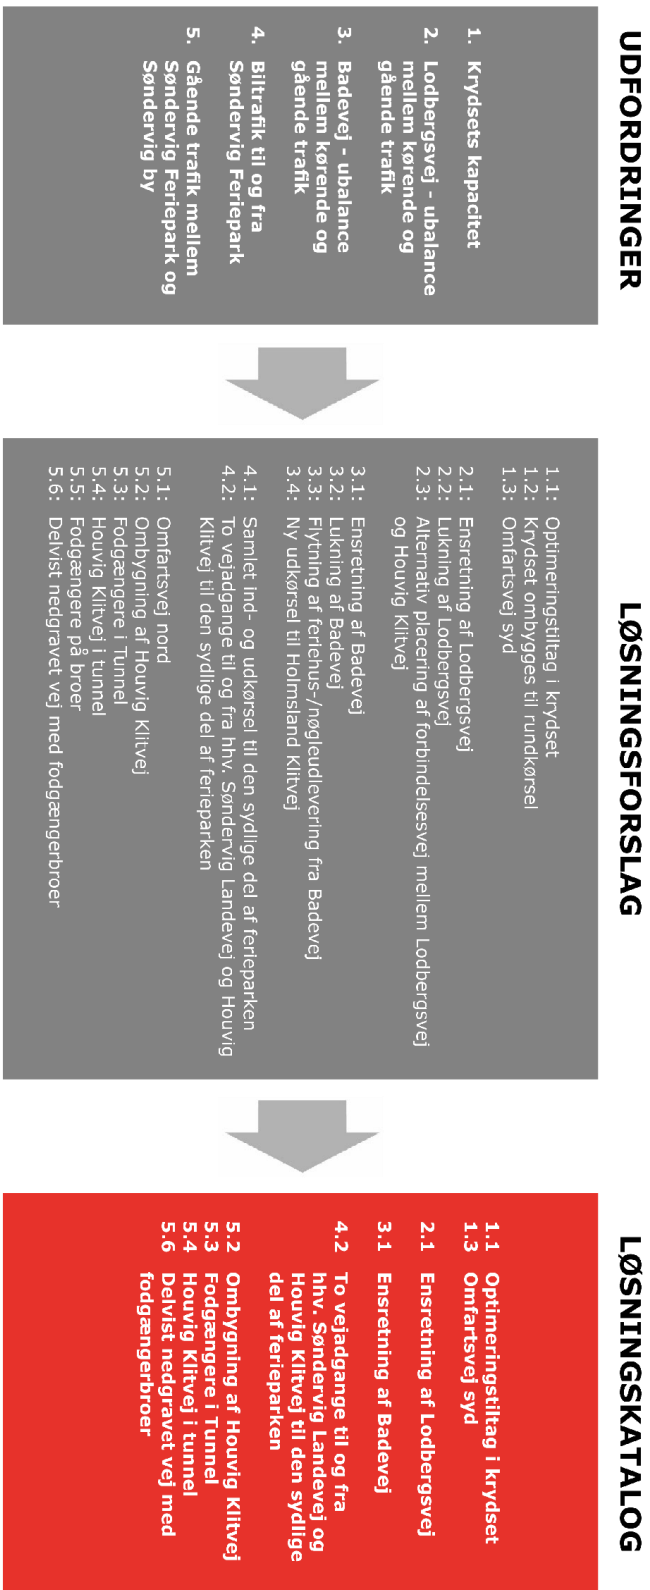 UDFORDRINGER
1. Krydsets kapacitet
2. Lodbergsvej - ubalance
mellem kørende og
gående trafik
3. Badevej - ubalance
mellem kørende og
gående trafik
4. Biltrafik til og fra
Søndervig Feriepark
5. Gående trafik mellem
Søndervig Feriepark og
Søndervig by
LØSNINGSFORSLAG
1.1: Optimeringstiltag i krydset
1.2: Krydset ombygges til rundkørsel
1.3: Omfartsvej syd
2.1: Ensretning af Lodbergsvej
2.2: Lukning af Lodbergsvej
2.3: Alternativ placering af forbindelsesvej mellem Lodbergsvej
og Houvig Klitvej
3.1: Ensretning af Badevej
3.2: Lukning af Badevej
3.3: Flytning af feriehus-/nøgleudlevering fra Badevej
3.4: Ny udkørsel til Holmsland Klitvej
4.1: Samlet ind- og udkørsel til den sydlige del af ferieparken
4.2: To vejadgange til og fra hhv. Søndervig Landevej og Houvig
Klitvej til den sydlige del af ferieparken
5.1: Omfartsvej nord
5.2: Ombygning af Houvig Klitvej
5.3: Fodgængere i Tunnel
5.4: Houvig Klitvej i tunnel
5.5: Fodgængere på broer
5.6: Delvist nedgravet vej med fodgængerbroer
LØSNINGSKATALOG
1.1 Optimeringstiltag i krydset
1.3 Omfartsvej syd
2.1 Ensretning af Lodbergsvej
3.1 Ensretning af Badevej
4.2 To vejadgange til og fra
hhv. Søndervig Landevej og
Houvig Klitvej til den sydlige
del af ferieparken
5.2 Ombygning af Houvig Klitvej
5.3 Fodgængere i Tunnel
5.4 Houvig Klitvej i tunnel
5.6 Delvist nedgravet vej med
fodgængerbroer